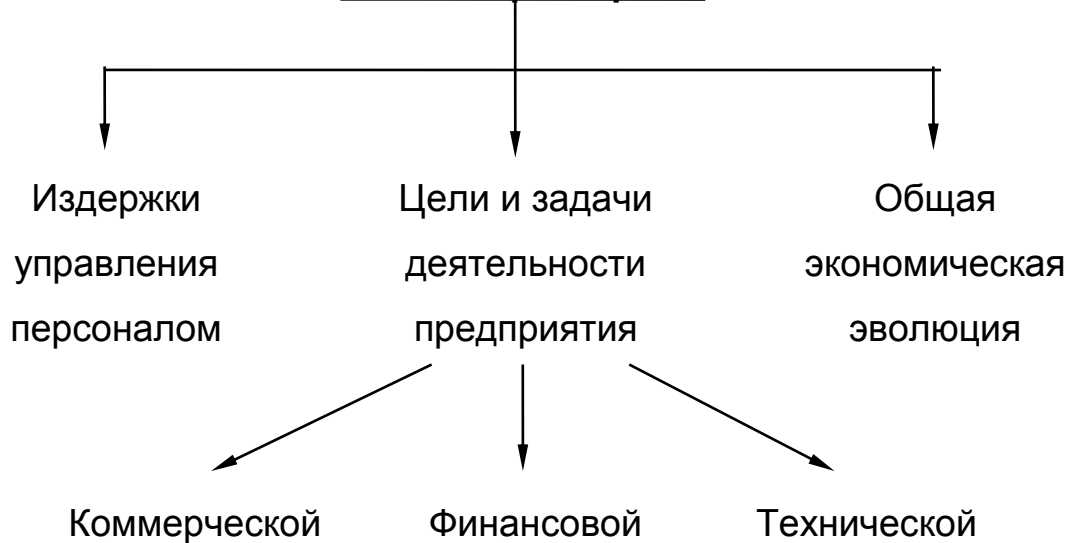 Издержки Цели и задачи Общая
управления деятельности экономическая
персоналом предприятия эволюция
Коммерческой Финансовой Технической